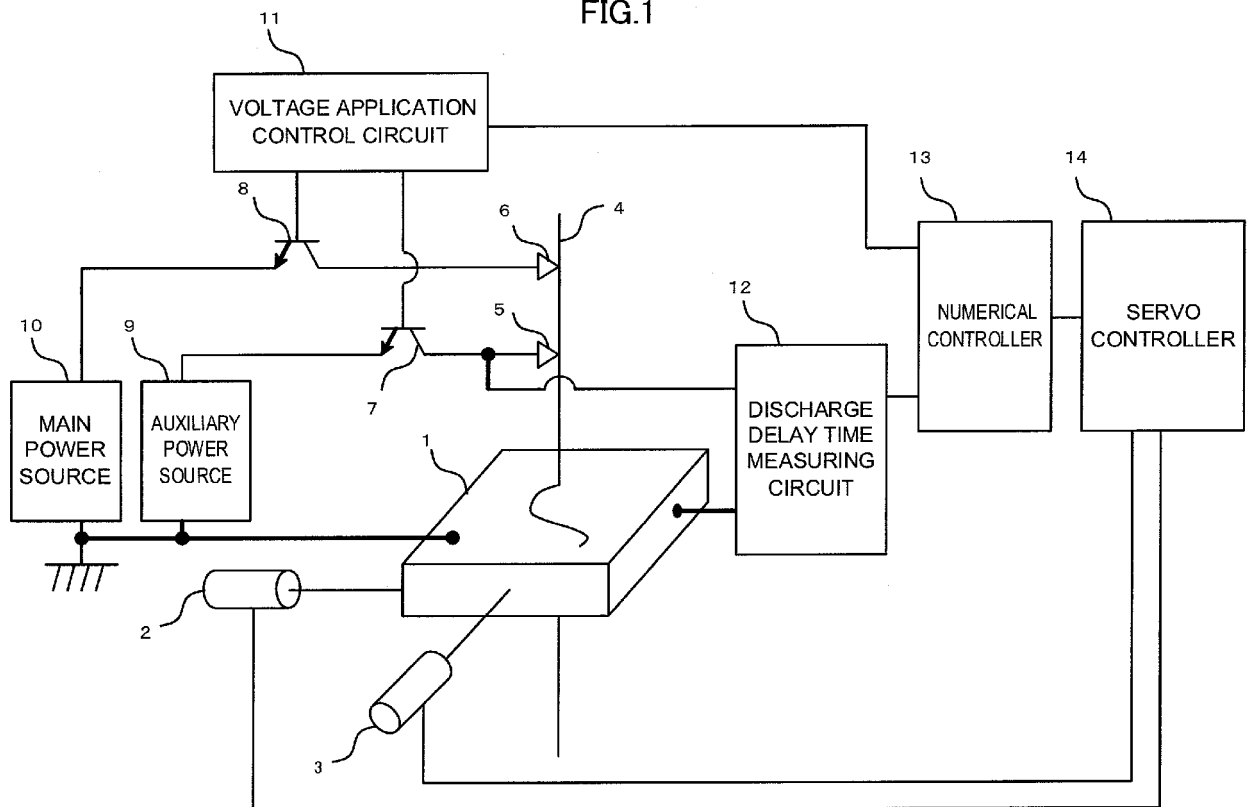 FIG.1
11
VOLTAGE APPLICATION
CONTROL CIRCUIT
8
6
4
13
14
NUMERICAL
CONTROLLER
SERVO
CONTROLLER
10
9
7
5
12
MAIN
POWER
SOURCE
AUXILIARY
POWER
SOURCE
DISCHARGE
DELAY TIME
MEASURING
CIRCUIT
1
2
3